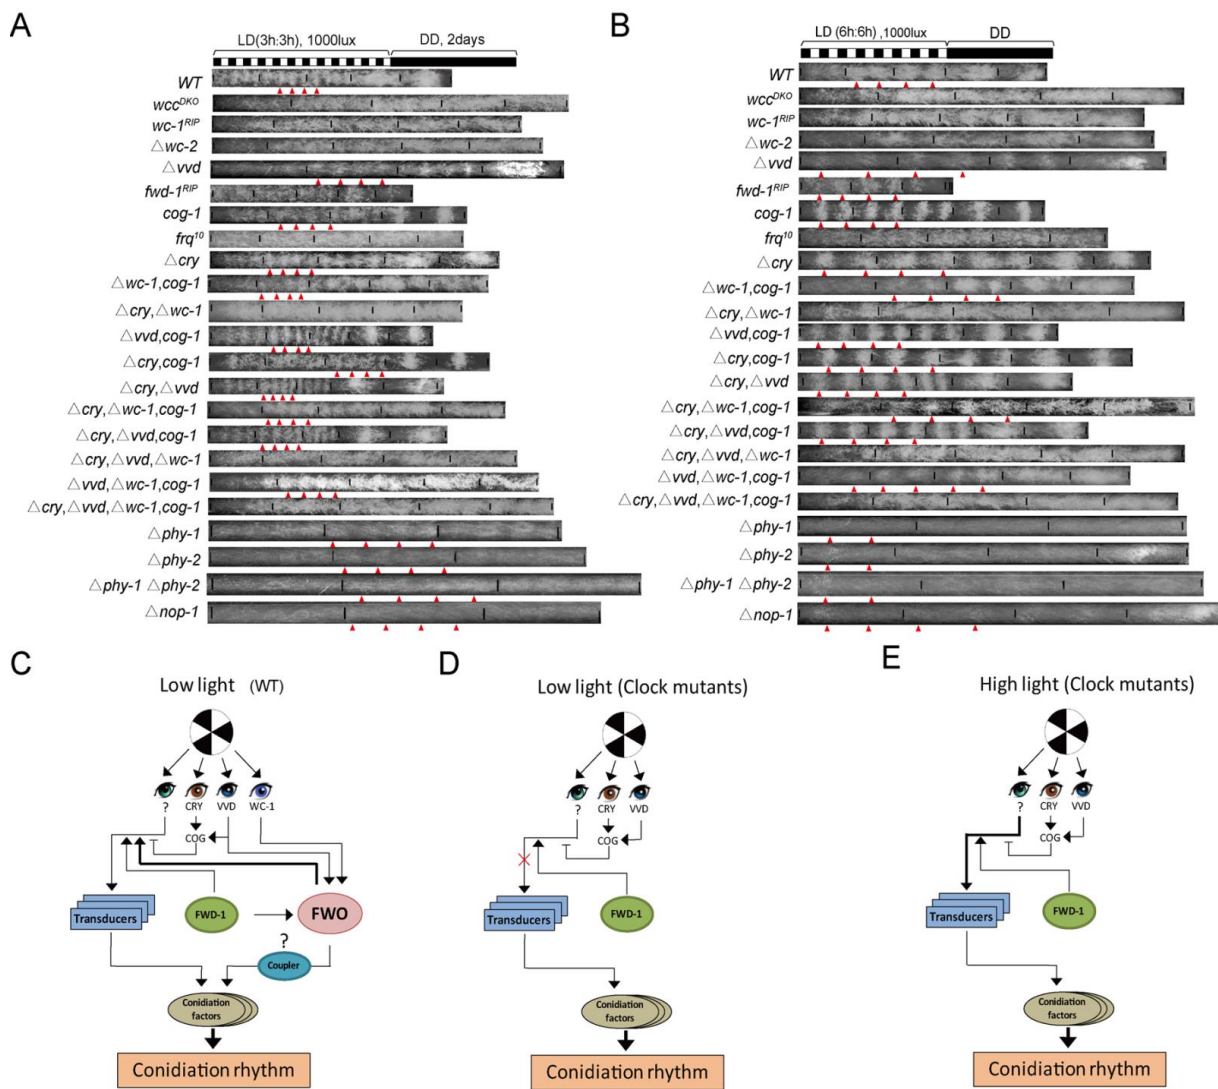 A
LD(3h:3h), 1000lux
DD, 2days
WT
wcc^DKO
wc-1^RIP
△wc-2
△vvd
fwd-1^RIP
cog-1
frq^10
△cry
△wc-1,cog-1
△cry,△wc-1
△vvd,cog-1
△cry,cog-1
△cry,△vvd
△cry,△wc-1,cog-1
△cry,△vvd,cog-1
△cry,△vvd,△wc-1
△vvd,△wc-1,cog-1
△cry,△vvd,△wc-1,cog-1
△phy-1
△phy-2
△phy-1 △phy-2
△nop-1
B
LD (6h:6h) ,1000lux
DD
WT
wcc^DKO
wc-1^RIP
△wc-2
△vvd
fwd-1^RIP
cog-1
frq^10
△cry
△wc-1,cog-1
△cry,△wc-1
△vvd,cog-1
△cry,cog-1
△cry,△vvd
△cry,△wc-1,cog-1
△cry,△vvd,cog-1
△cry,△vvd,△wc-1
△vvd,△wc-1,cog-1
△cry,△vvd,△wc-1,cog-1
△phy-1
△phy-2
△phy-1 △phy-2
△nop-1
C
Low light (WT)
? CRY VVD WC-1
COG
Transducers
FWD-1
FWO
?
Coupler
Conidiation
factors
Conidiation rhythm
D
Low light (Clock mutants)
? CRY VVD
COG
Transducers
FWD-1
Conidiation
factors
Conidiation rhythm
E
High light (Clock mutants)
? CRY VVD
COG
Transducers
FWD-1
Conidiation
factors
Conidiation rhythm